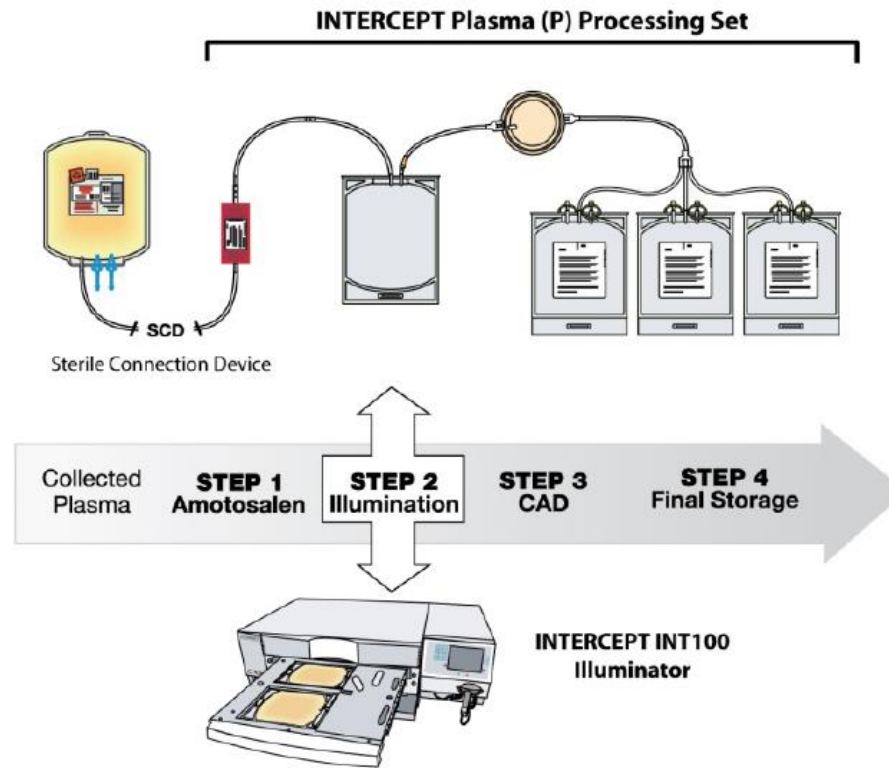 INTERCEPT Plasma (P) Processing Set
SCD
Sterile Connection Device
Collected
Plasma
STEP 1
Amotosalen
STEP 2
Illumination
STEP 3
CAD
STEP 4
Final Storage
INTERCEPT INT100
Illuminator